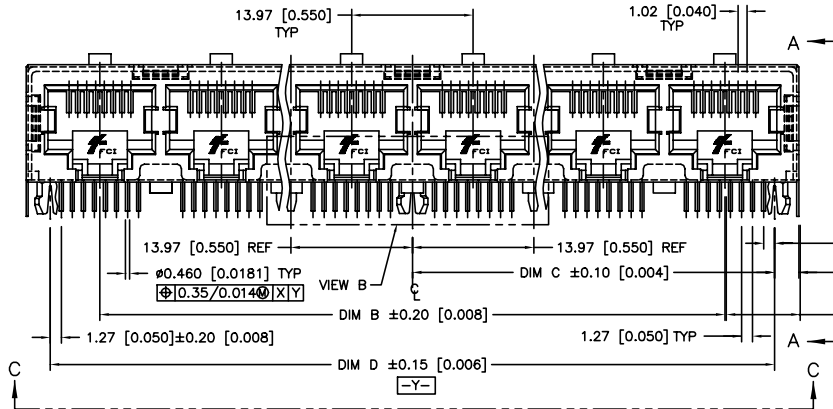 13.97 [0.550]
TYP
1.02 [0.040]
TYP
A
FCI
FCI
FCI
FCI
FCI
FCI
13.97 [0.550] REF
13.97 [0.550] REF
ø0.460 [0.0181] TYP
⌖ 0.35/0.014Ⓜ X Y
VIEW B
℄
DIM C ±0.10 [0.004]
DIM B ±0.20 [0.008]
1.27 [0.050]±0.20 [0.008]
1.27 [0.050] TYP
A
DIM D ±0.15 [0.006]
-Y-
C
C